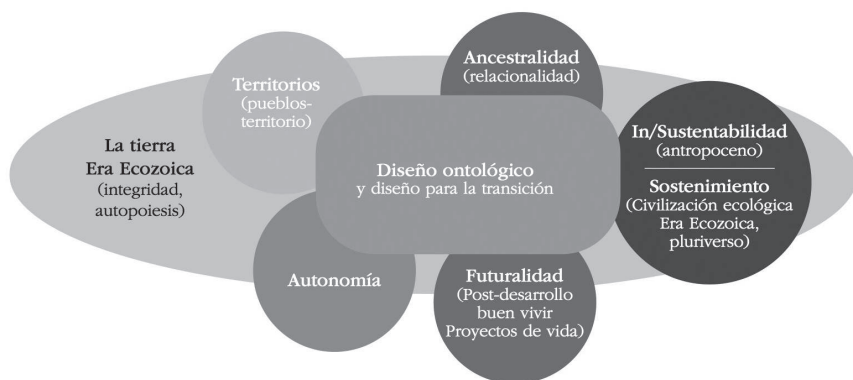 La tierra
Era Ecozoica
(integridad,
autopoiesis)
Territorios
(pueblos-
territorio)
Ancestralidad
(relacionalidad)
Diseño ontológico
y diseño para la transición
In/Sustentabilidad
(antropoceno)
Sostenimiento
(Civilización ecológica
Era Ecozoica,
pluriverso)
Autonomía
Futuralidad
(Post-desarrollo
buen vivir
Proyectos de vida)